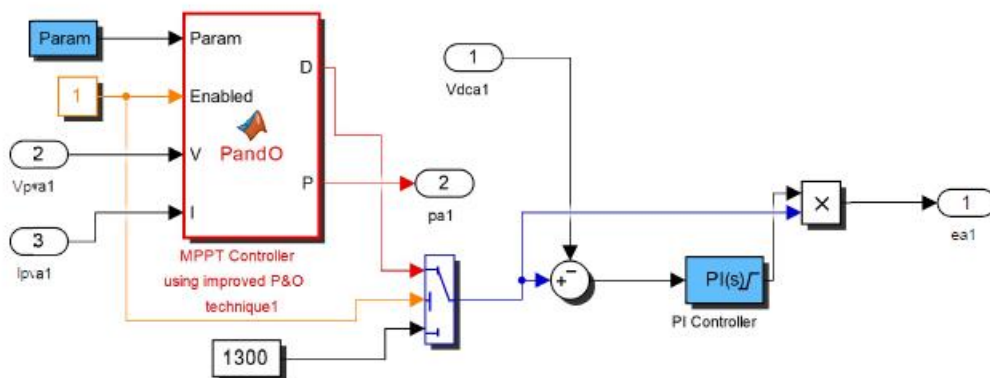 Param
Param
D
1
Vdca1
1
Enabled
PandO
2
Vpva1
V
P
2
pa1
×
1
ea1
3
Ipva1
I
MPPT Controller
using improved P&O
technique1
+
−
PI(s)
PI Controller
1300